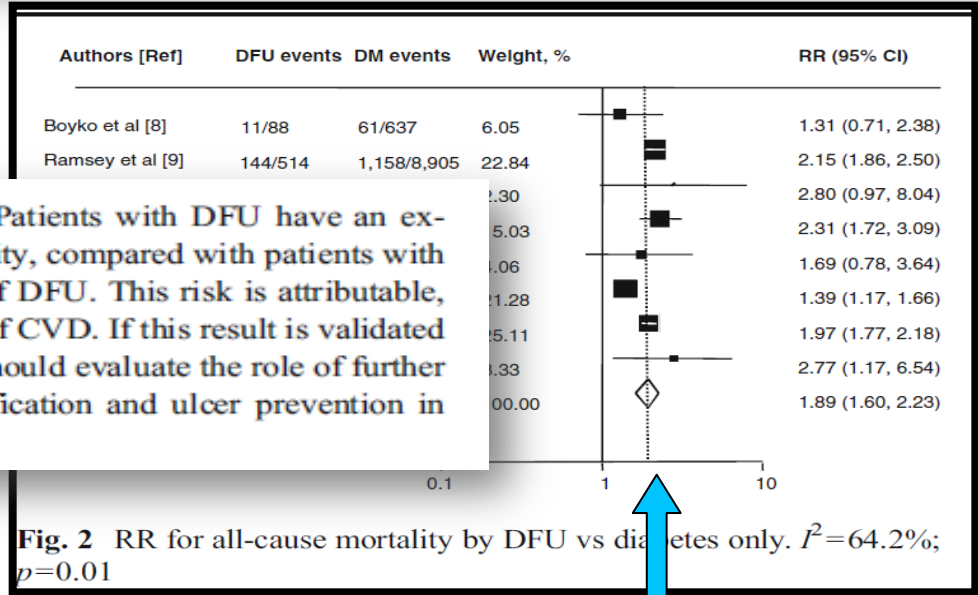 Authors [Ref] DFU events DM events Weight, % RR (95% CI)
Boyko et al [8] 11/88 61/637 6.05 1.31 (0.71, 2.38)
Ramsey et al [9] 144/514 1,158/8,905 22.84 2.15 (1.86, 2.50)
.30 2.80 (0.97, 8.04)
5.03 2.31 (1.72, 3.09)
.06 1.69 (0.78, 3.64)
1.28 1.39 (1.17, 1.66)
5.11 1.97 (1.77, 2.18)
.33 2.77 (1.17, 6.54)
00.00 1.89 (1.60, 2.23)
Patients with DFU have an ex-
ity, compared with patients with
f DFU. This risk is attributable,
of CVD. If this result is validated
hould evaluate the role of further
fication and ulcer prevention in
0.1 1 10
Fig. 2 RR for all-cause mortality by DFU vs dia etes only. I²=64.2%;
p=0.01